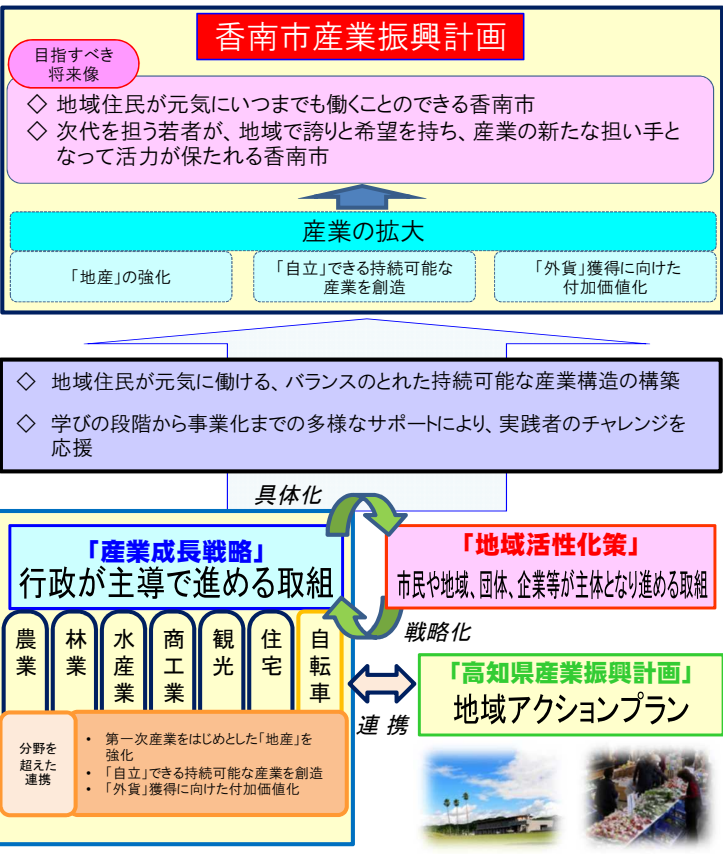 香南市産業振興計画
目指すべき
将来像
◇ 地域住民が元気にいつまでも働くことのできる香南市
◇ 次代を担う若者が、地域で誇りと希望を持ち、産業の新たな担い手と
なって活力が保たれる香南市
産業の拡大
「地産」の強化
「自立」できる持続可能な
産業を創造
「外貨」獲得に向けた
付加価値化
◇ 地域住民が元気に働ける、バランスのとれた持続可能な産業構造の構築
◇ 学びの段階から事業化までの多様なサポートにより、実践者のチャレンジを
応援
具体化
「産業成長戦略」
行政が主導で進める取組
「地域活性化策」
市民や地域、団体、企業等が主体となり進める取組
戦略化
農業
林業
水産業
商工業
観光
住宅
自転車
連携
「高知県産業振興計画」
地域アクションプラン
分野を
超えた
連携
• 第一次産業をはじめとした「地産」を
強化
• 「自立」できる持続可能な産業を創造
• 「外貨」獲得に向けた付加価値化